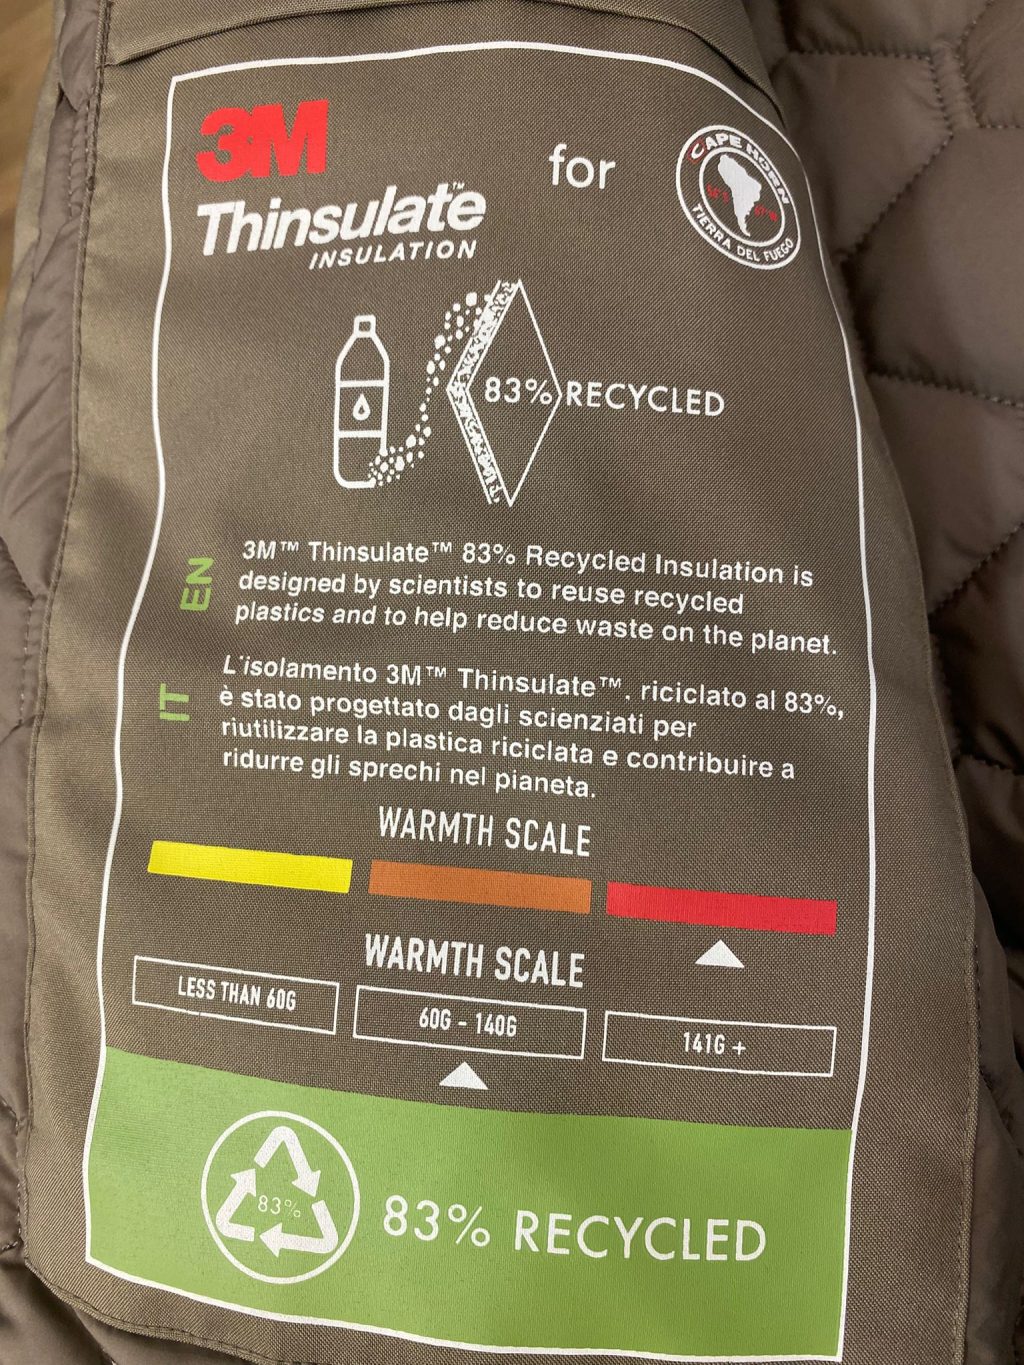 3M
Thinsulate™
INSULATION
for
CAPE HORN
TIERRA DEL FUEGO
83% RECYCLED
EN
3M™ Thinsulate™ 83% Recycled Insulation is
designed by scientists to reuse recycled
plastics and to help reduce waste on the planet.
IT
L'isolamento 3M™ Thinsulate™. riciclato al 83%,
è stato progettato dagli scienziati per
riutilizzare la plastica riciclata e contribuire a
ridurre gli sprechi nel pianeta.
WARMTH SCALE
WARMTH SCALE
LESS THAN 60G
60G - 140G
141G +
83%
83% RECYCLED